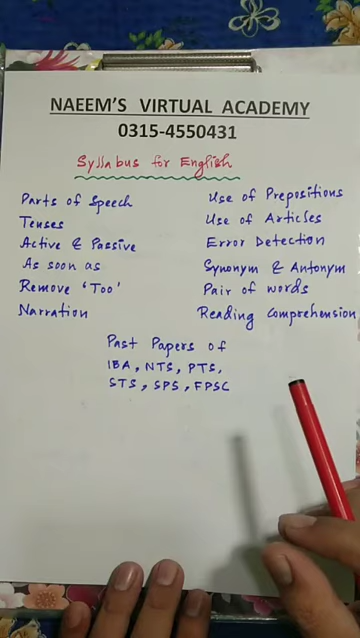 NAEEM'S VIRTUAL ACADEMY
0315-4550431
Syllabus for English
Parts of Speech
Tenses
Active & Passive
As soon as
Remove 'Too'
Narration
Use of Prepositions
Use of Articles
Error Detection
Synonym & Antonym
Pair of words
Reading Comprehension
Past Papers of
IBA, NTS, PTS,
STS, SPS, FPSC